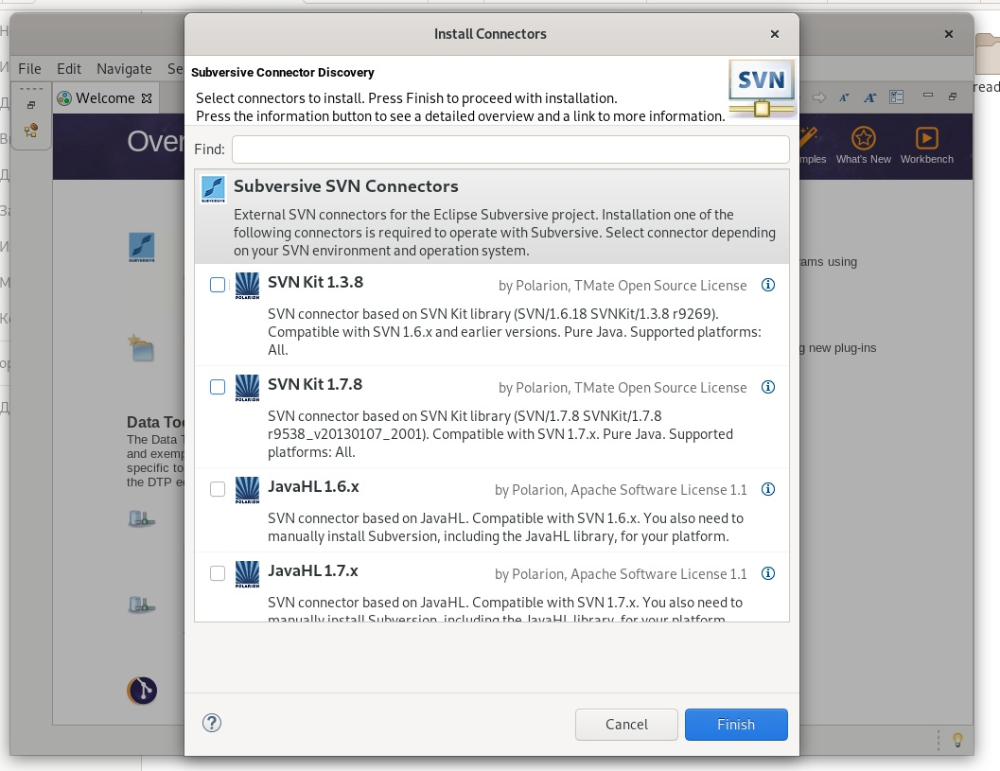 Install Connectors
File Edit Navigate Se
Welcome
Subversive Connector Discovery
Select connectors to install. Press Finish to proceed with installation.
Press the information button to see a detailed overview and a link to more information.
SVN
Find:
Subversive SVN Connectors
External SVN connectors for the Eclipse Subversive project. Installation one of the
following connectors is required to operate with Subversive. Select connector depending
on your SVN environment and operation system.
SVN Kit 1.3.8
by Polarion, TMate Open Source License
SVN connector based on SVN Kit library (SVN/1.6.18 SVNKit/1.3.8 r9269).
Compatible with SVN 1.6.x and earlier versions. Pure Java. Supported platforms:
All.
SVN Kit 1.7.8
by Polarion, TMate Open Source License
SVN connector based on SVN Kit library (SVN/1.7.8 SVNKit/1.7.8
r9538_v20130107_2001). Compatible with SVN 1.7.x. Pure Java. Supported
platforms: All.
JavaHL 1.6.x
by Polarion, Apache Software License 1.1
SVN connector based on JavaHL. Compatible with SVN 1.6.x. You also need to
manually install Subversion, including the JavaHL library, for your platform.
JavaHL 1.7.x
by Polarion, Apache Software License 1.1
SVN connector based on JavaHL. Compatible with SVN 1.7.x. You also need to
manually install Subversion, including the JavaHL library, for your platform.
Cancel
Finish
Over
mples
What's New
Workbench
rams using
g new plug-ins
Data Too
The Data T
and exemp
specific to
the DTP e
read